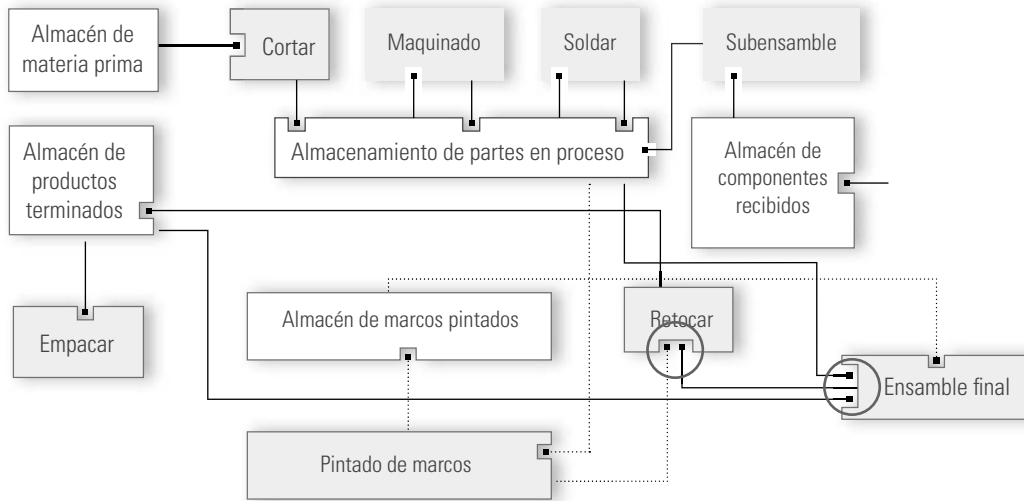 Almacén de
materia prima
Cortar
Maquinado
Soldar
Subensamble
Almacén de
productos
terminados
Almacenamiento de partes en proceso
Almacén de
componentes
recibidos
Empacar
Almacén de marcos pintados
Retocar
Ensamble final
Pintado de marcos